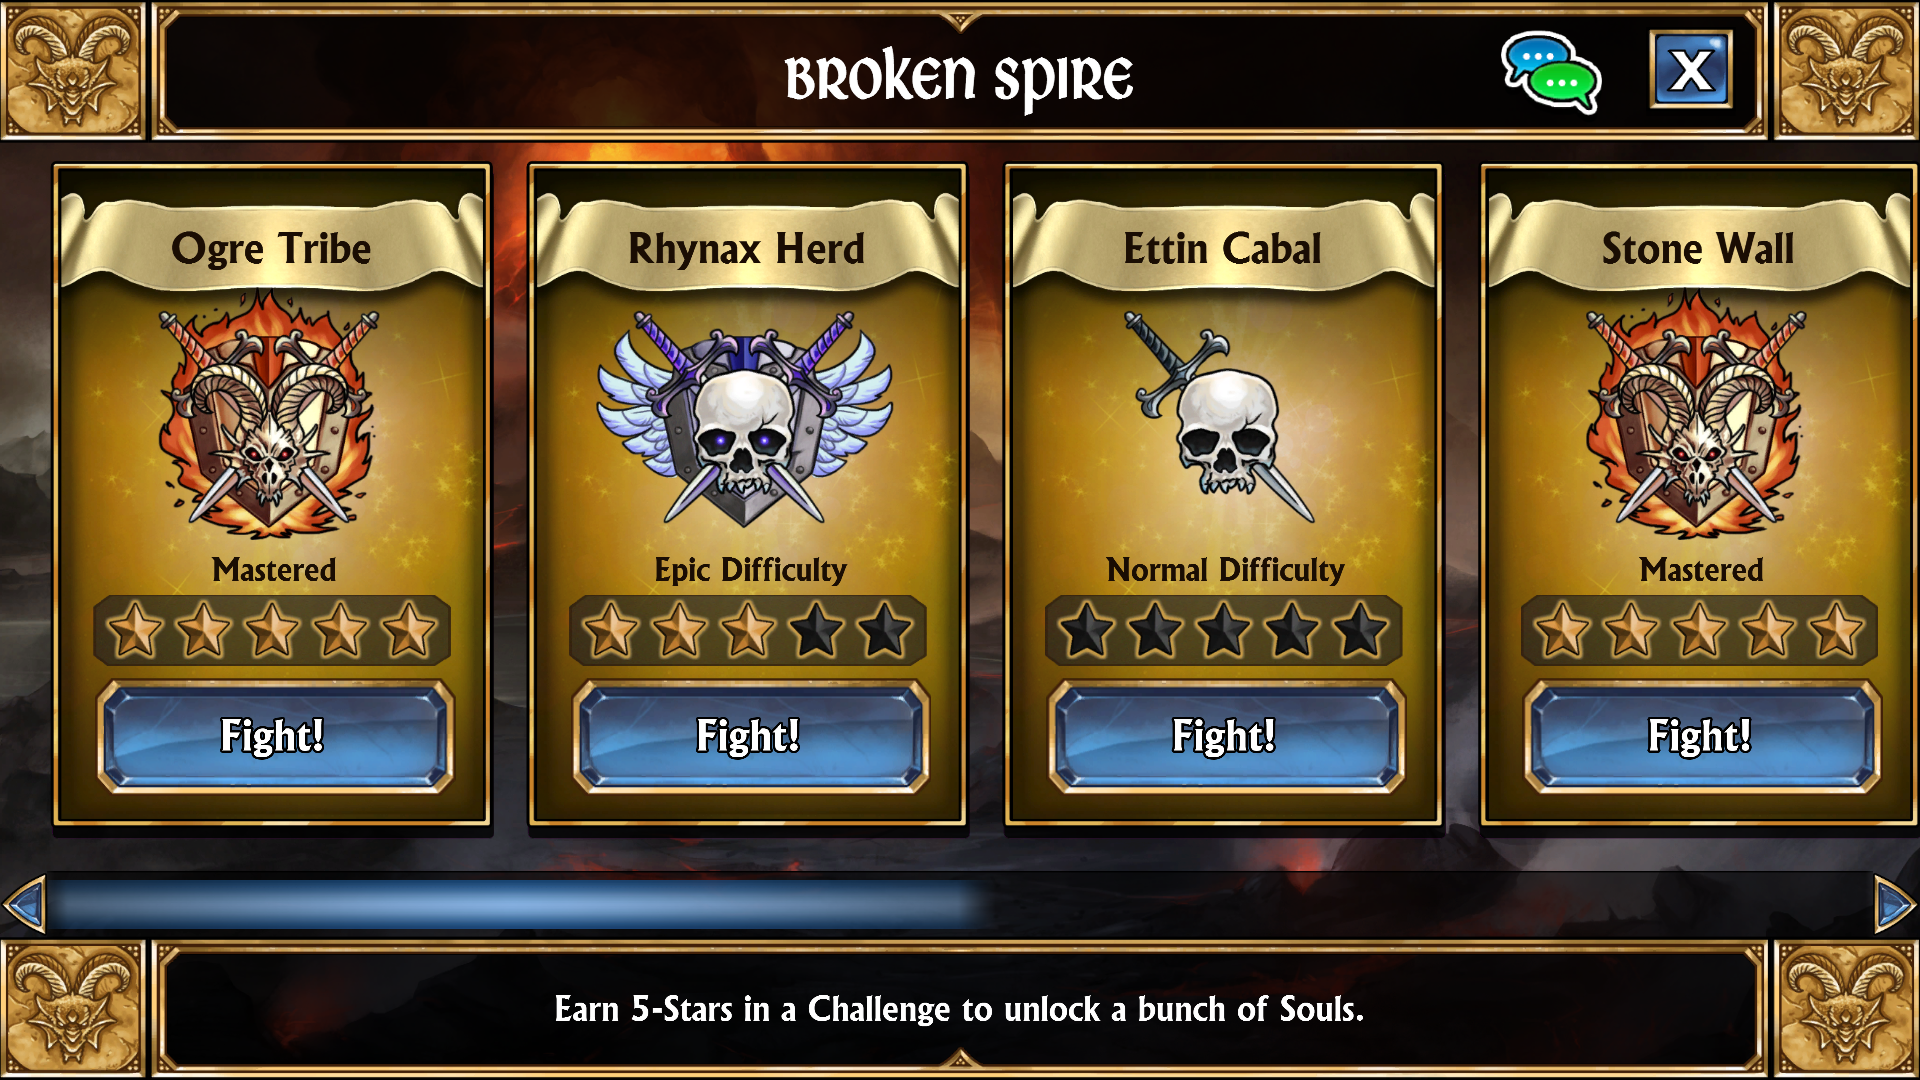 BROKEN SPIRE
X
Ogre Tribe
Mastered
Fight!
Rhynax Herd
Epic Difficulty
Fight!
Ettin Cabal
Normal Difficulty
Fight!
Stone Wall
Mastered
Fight!
Earn 5-Stars in a Challenge to unlock a bunch of Souls.